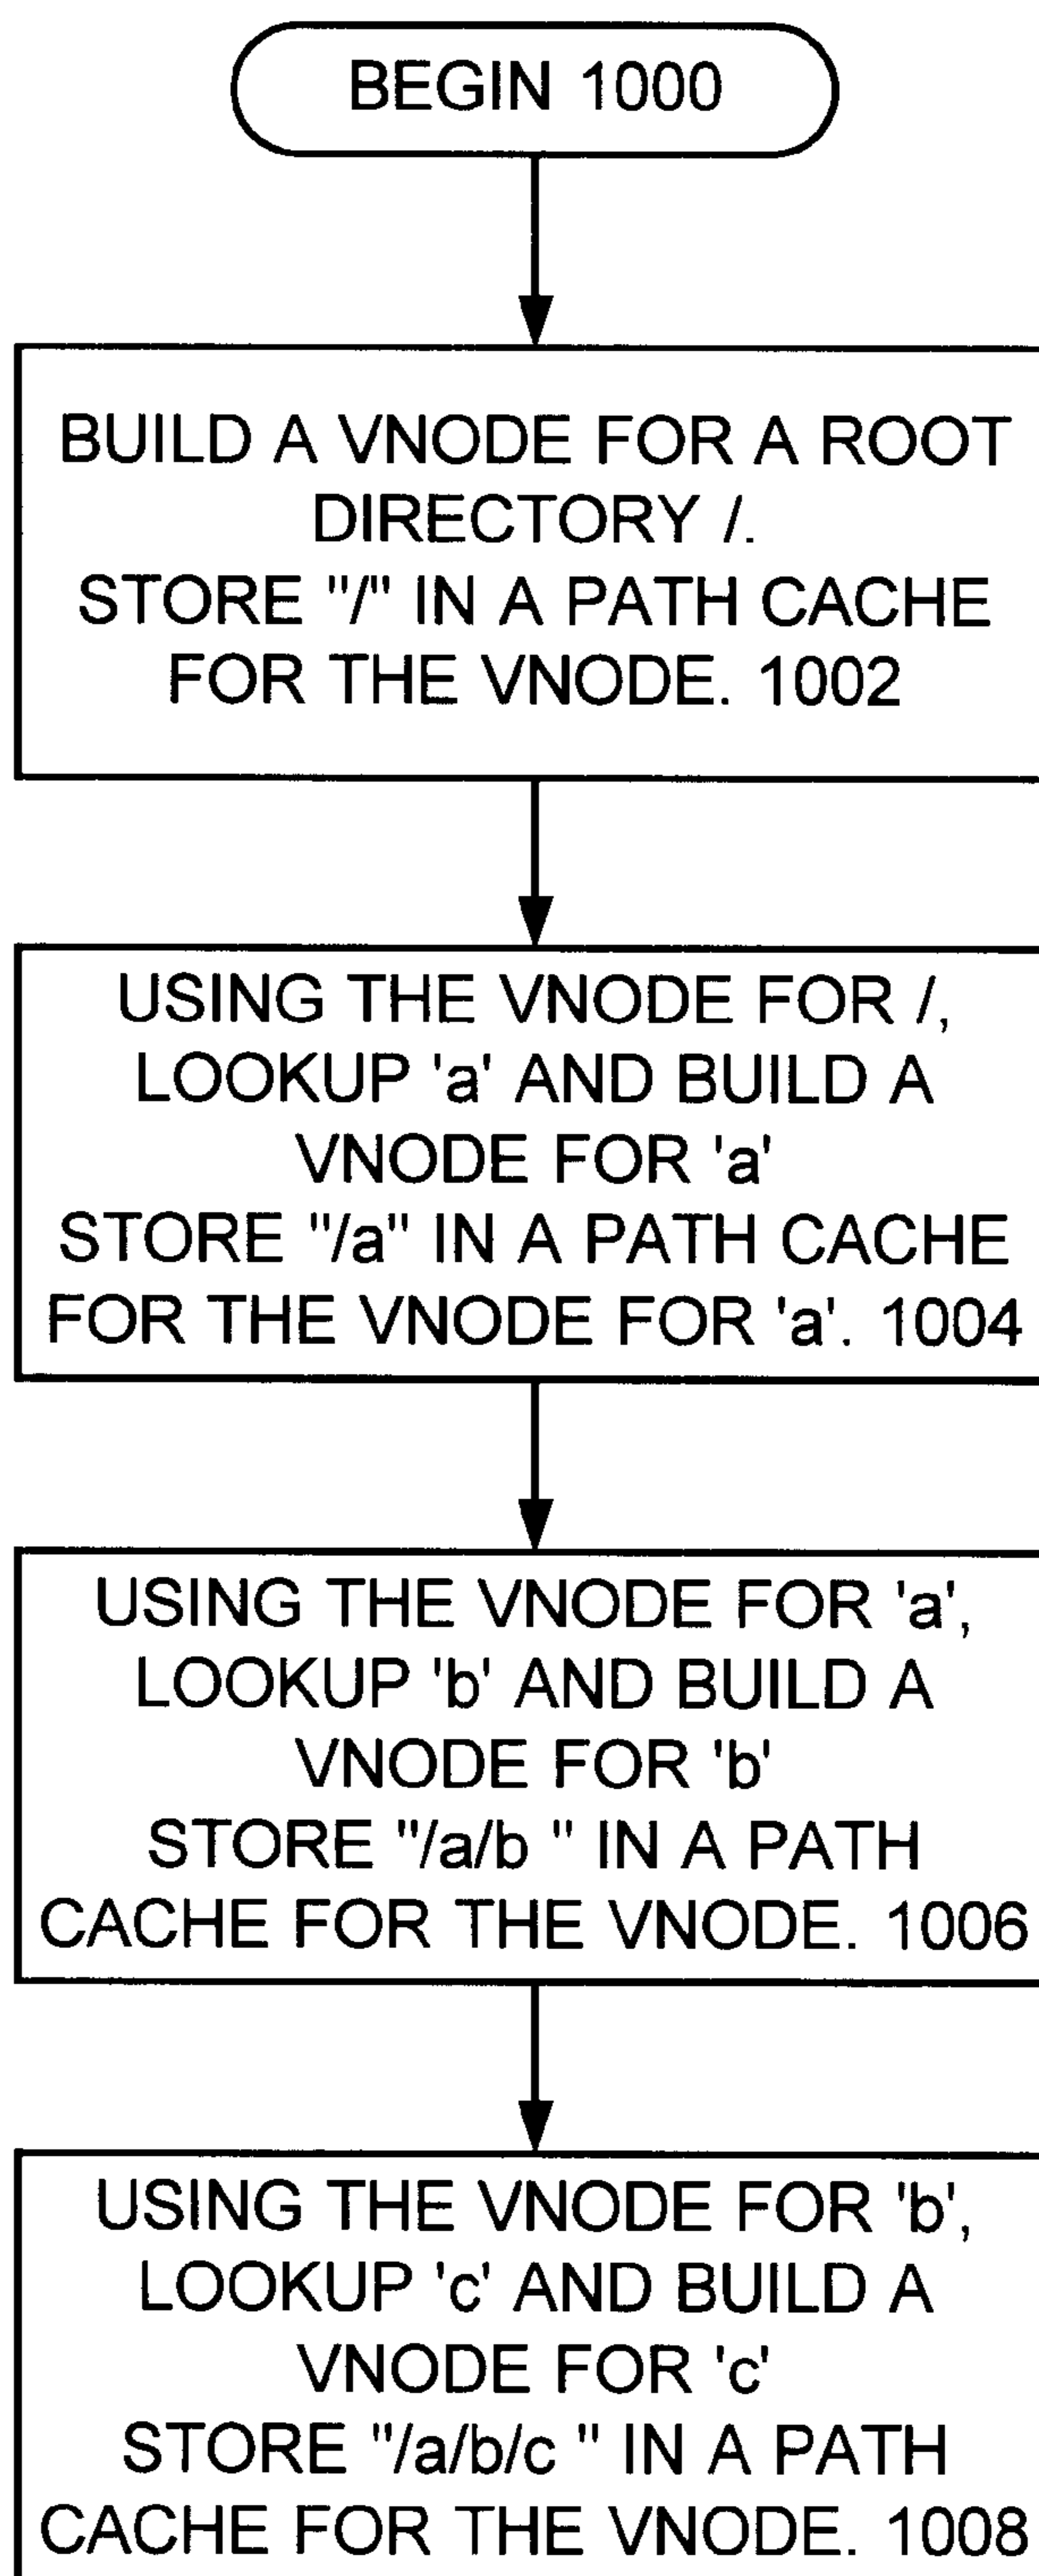 BEGIN 1000
BUILD A VNODE FOR A ROOT
DIRECTORY /.
STORE "/" IN A PATH CACHE
FOR THE VNODE. 1002
USING THE VNODE FOR /,
LOOKUP 'a' AND BUILD A
VNODE FOR 'a'
STORE "/a" IN A PATH CACHE
FOR THE VNODE FOR 'a'. 1004
USING THE VNODE FOR 'a',
LOOKUP 'b' AND BUILD A
VNODE FOR 'b'
STORE "/a/b " IN A PATH
CACHE FOR THE VNODE. 1006
USING THE VNODE FOR 'b',
LOOKUP 'c' AND BUILD A
VNODE FOR 'c'
STORE "/a/b/c " IN A PATH
CACHE FOR THE VNODE. 1008